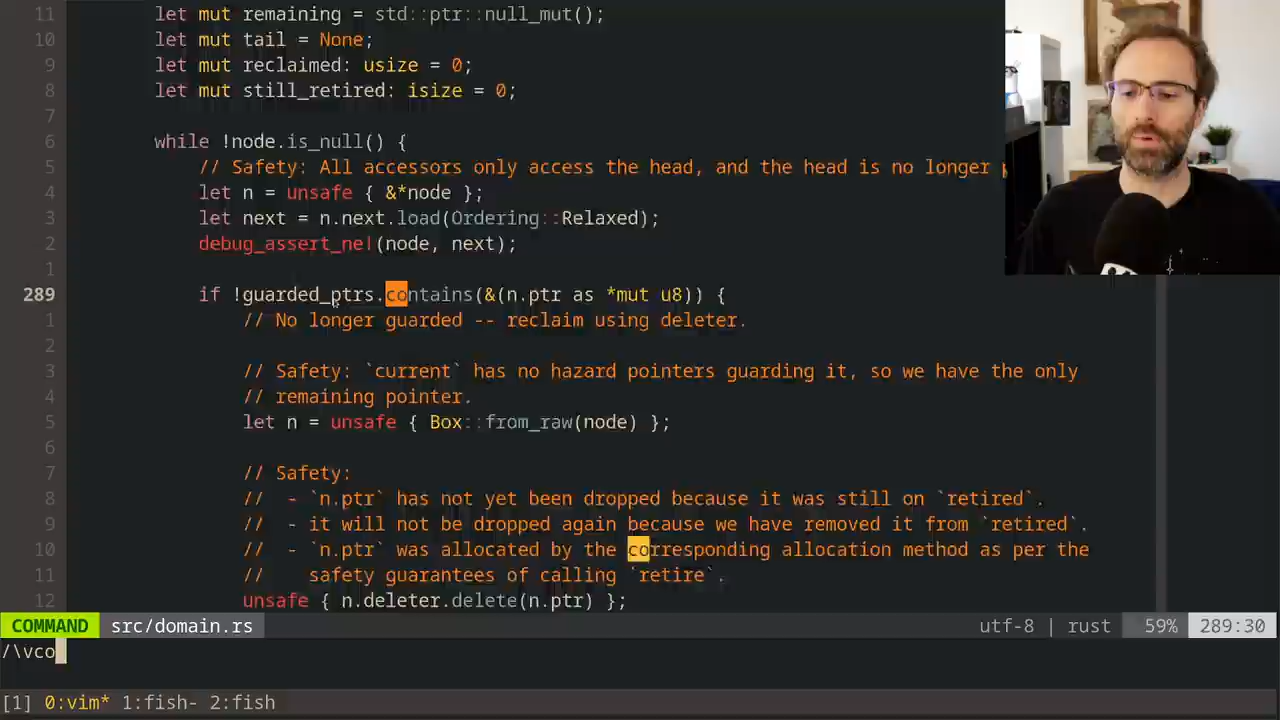 11 let mut remaining = std::ptr::null_mut();
10 let mut tail = None;
9 let mut reclaimed: usize = 0;
8 let mut still_retired: isize = 0;
7
6 while !node.is_null() {
5 // Safety: All accessors only access the head, and the head is no longer
4 let n = unsafe { &*node };
3 let next = n.next.load(Ordering::Relaxed);
2 debug_assert_ne!(node, next);
1
289 if !guarded_ptrs.contains(&(n.ptr as *mut u8)) {
1 // No longer guarded -- reclaim using deleter.
2
3 // Safety: `current` has no hazard pointers guarding it, so we have the only
4 // remaining pointer.
5 let n = unsafe { Box::from_raw(node) };
6
7 // Safety:
8 //  - `n.ptr` has not yet been dropped because it was still on `retired`.
9 //  - it will not be dropped again because we have removed it from `retired`.
10 //  - `n.ptr` was allocated by the corresponding allocation method as per the
11 //    safety guarantees of calling `retire`.
12 unsafe { n.deleter.delete(n.ptr) };
COMMAND src/domain.rs utf-8 | rust 59% 289:30
/\vco
[1] 0:vim* 1:fish- 2:fish